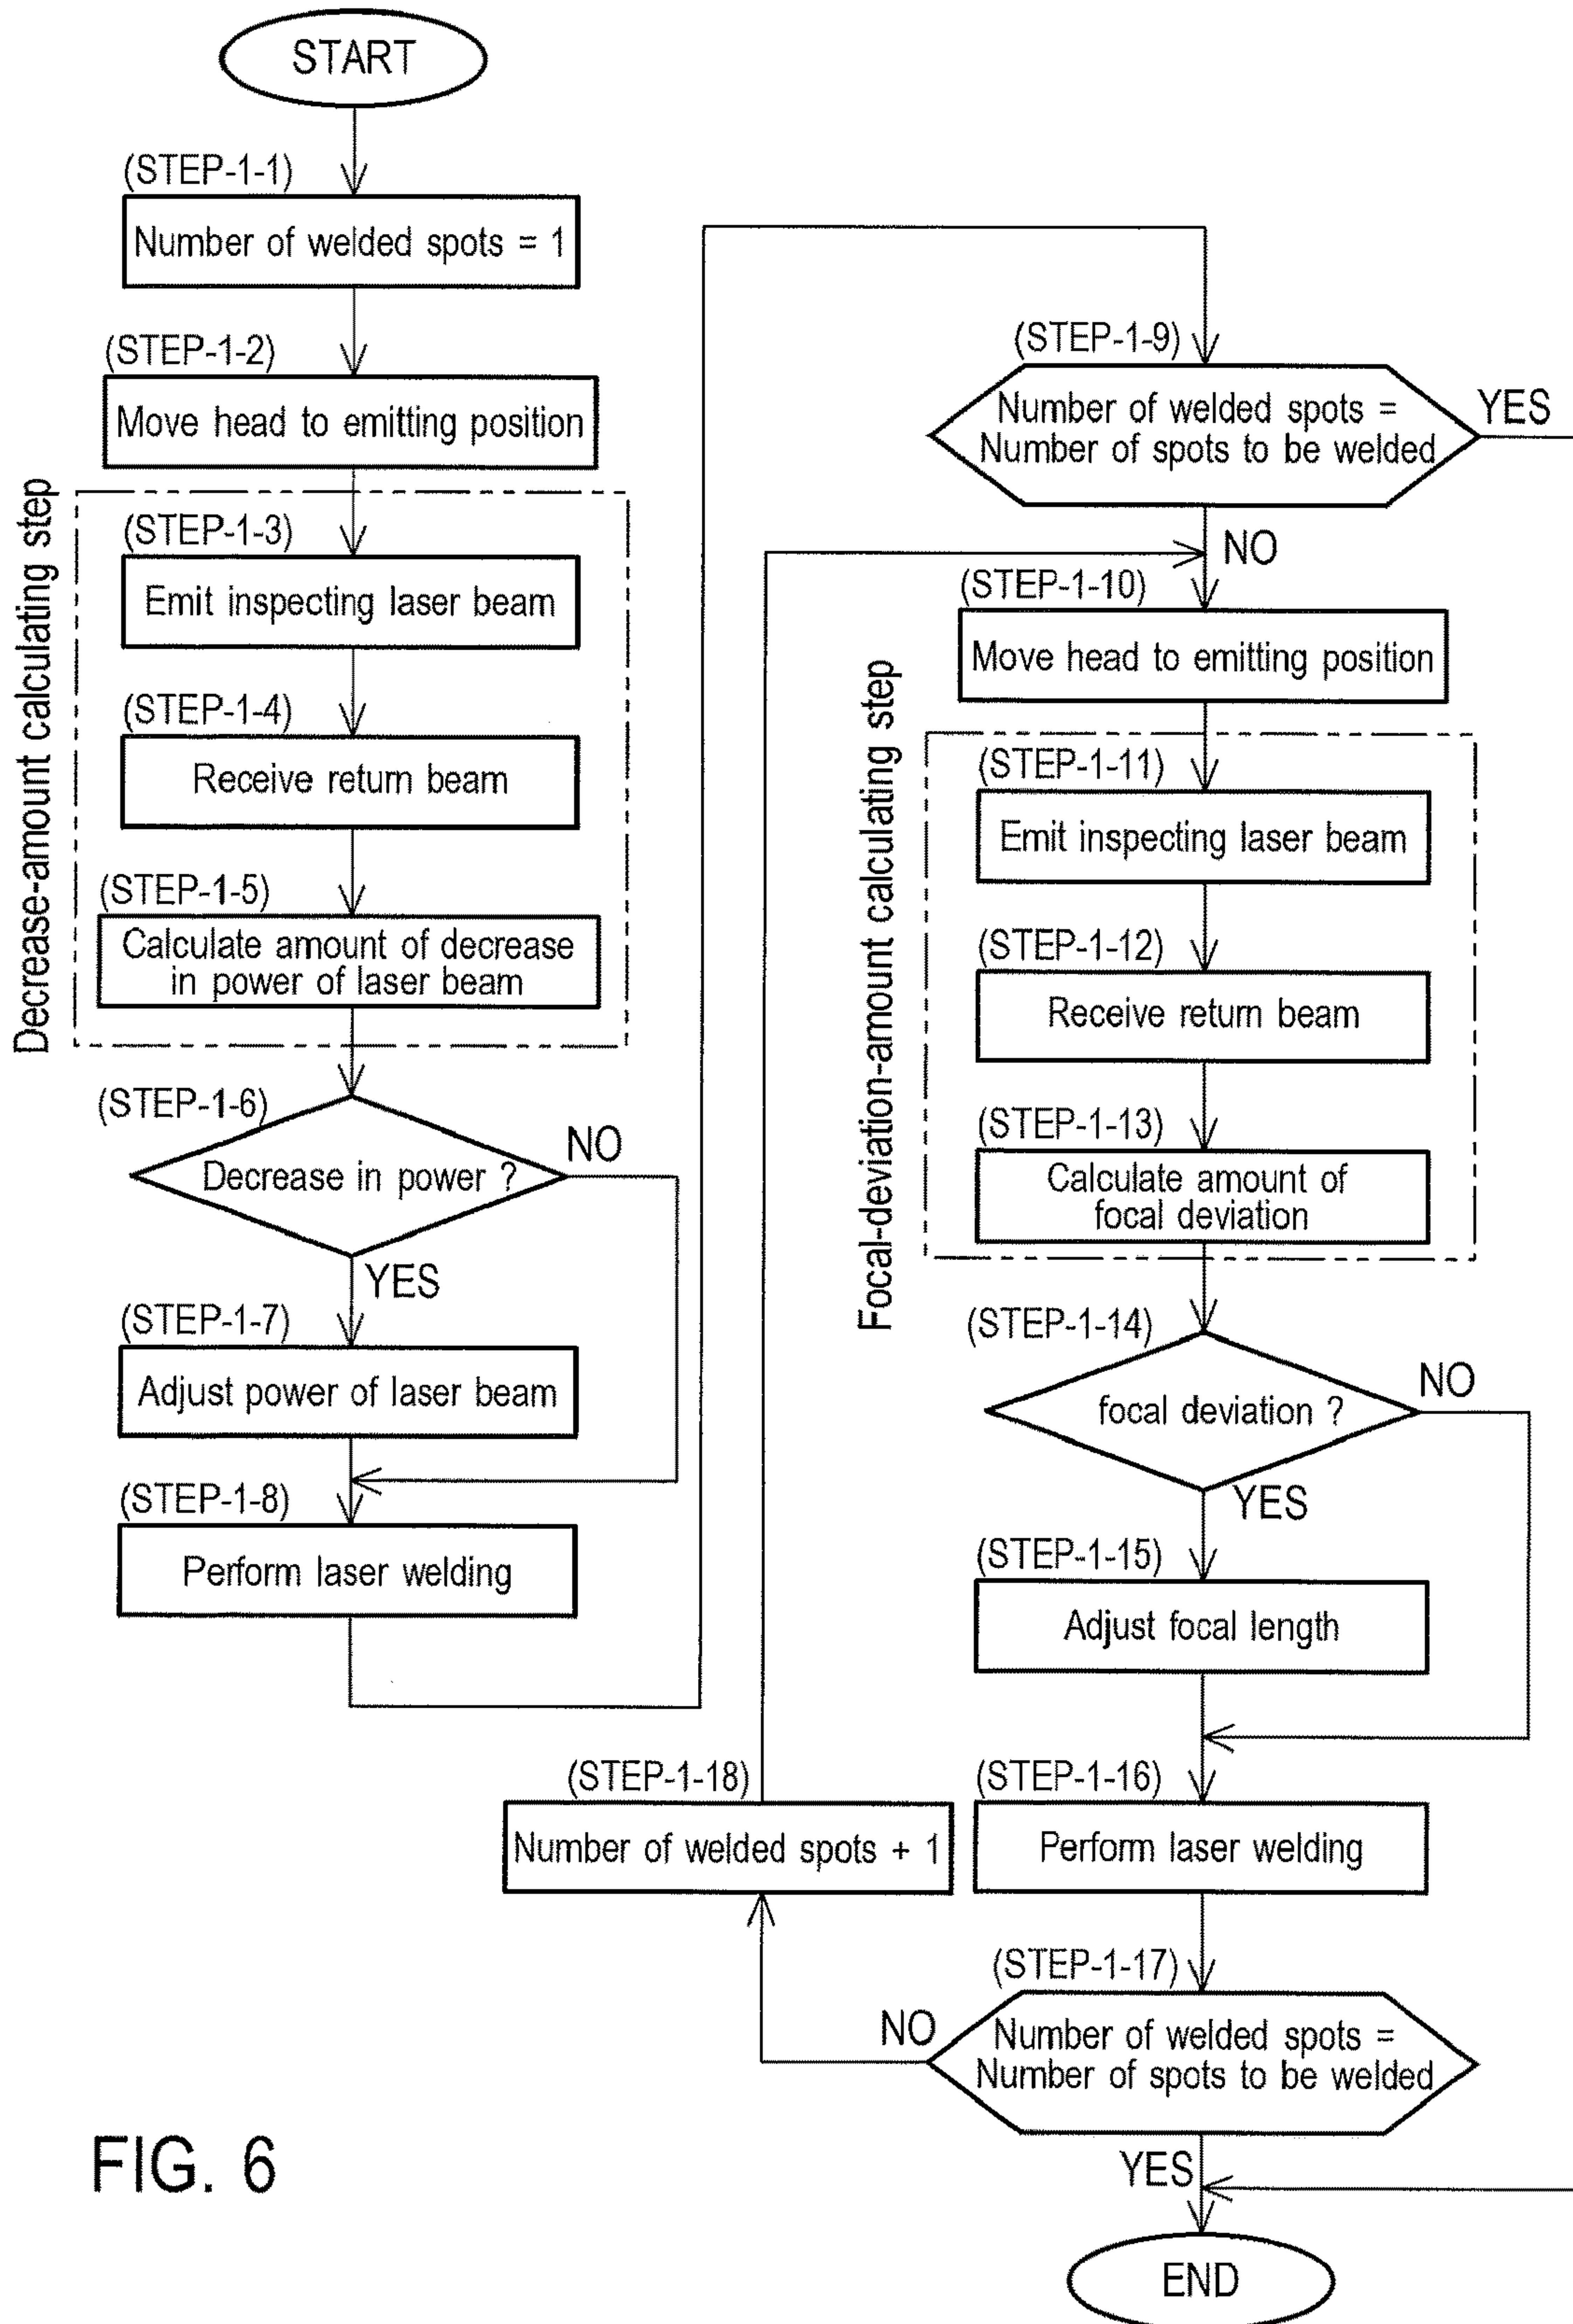 START
(STEP-1-1)
Number of welded spots = 1
(STEP-1-2)
Move head to emitting position
Decrease-amount calculating step
(STEP-1-3)
Emit inspecting laser beam
(STEP-1-4)
Receive return beam
(STEP-1-5)
Calculate amount of decrease
in power of laser beam
(STEP-1-6)
Decrease in power ?
NO
YES
(STEP-1-7)
Adjust power of laser beam
(STEP-1-8)
Perform laser welding
(STEP-1-9)
Number of welded spots =
Number of spots to be welded
YES
NO
(STEP-1-10)
Move head to emitting position
Focal-deviation-amount calculating step
(STEP-1-11)
Emit inspecting laser beam
(STEP-1-12)
Receive return beam
(STEP-1-13)
Calculate amount of
focal deviation
(STEP-1-14)
focal deviation ?
NO
YES
(STEP-1-15)
Adjust focal length
(STEP-1-16)
Perform laser welding
(STEP-1-17)
Number of welded spots =
Number of spots to be welded
NO
(STEP-1-18)
Number of welded spots + 1
YES
END
FIG. 6